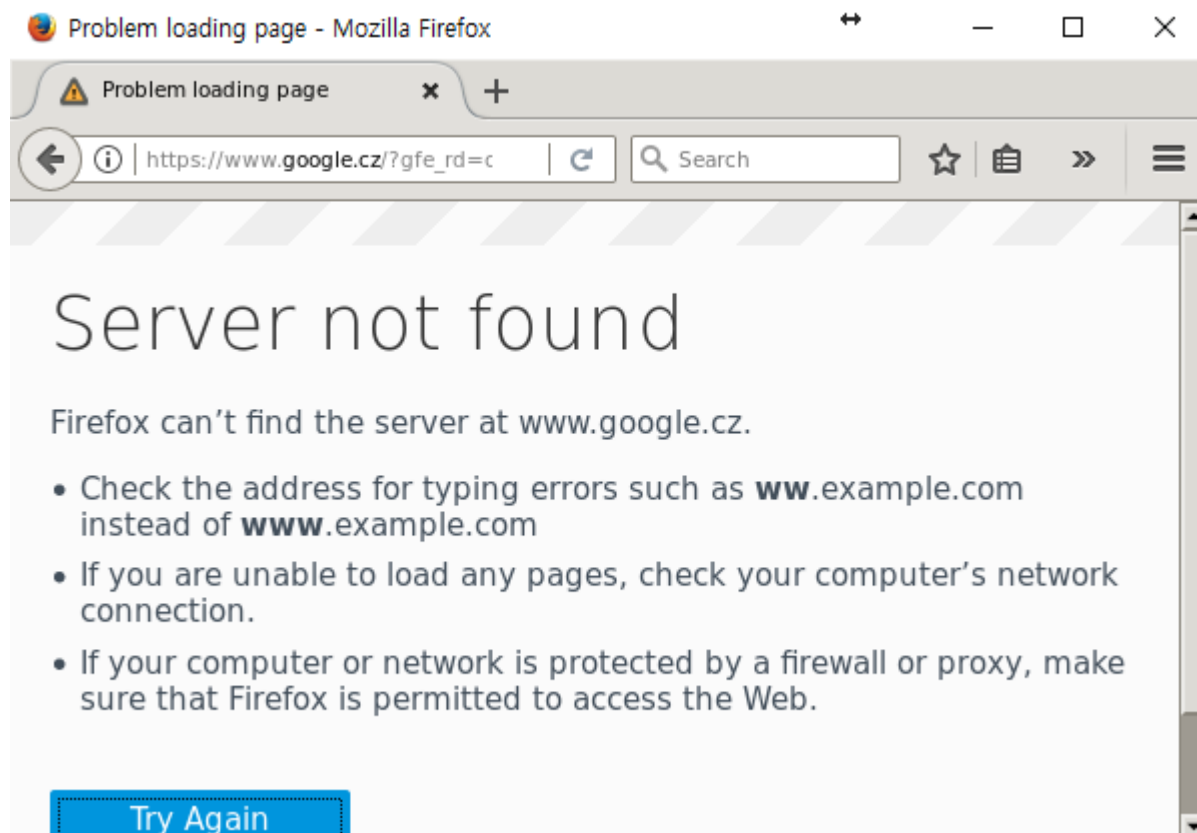 Problem loading page - Mozilla Firefox
Problem loading page
https://www.google.cz/?gfe_rd=c
Search
Server not found
Firefox can’t find the server at www.google.cz.
• Check the address for typing errors such as ww.example.com
instead of www.example.com
• If you are unable to load any pages, check your computer’s network
connection.
• If your computer or network is protected by a firewall or proxy, make
sure that Firefox is permitted to access the Web.
Try Again